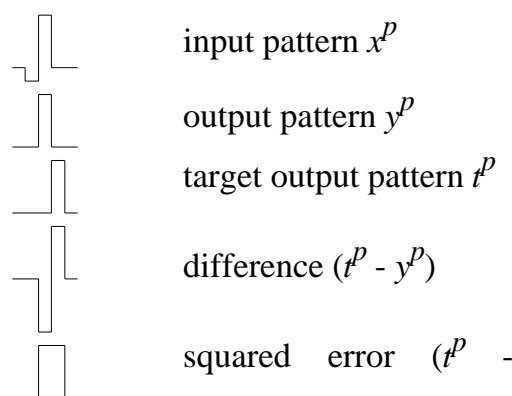 input pattern x^p
output pattern y^p
target output pattern t^p
difference (t^p - y^p)
squared error (t^p -